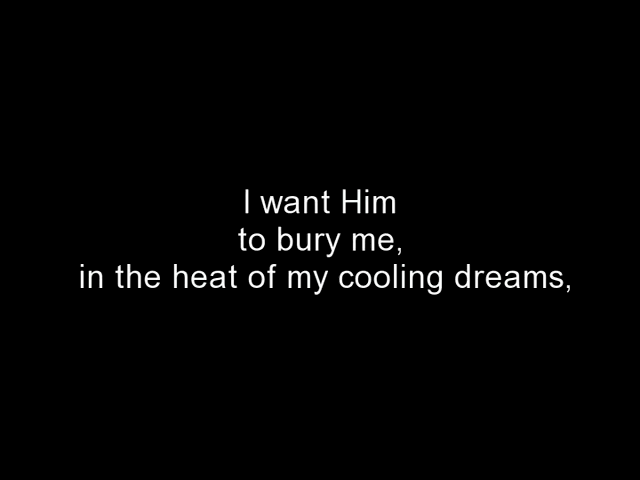 I want Him
to bury me,
in the heat of my cooling dreams,